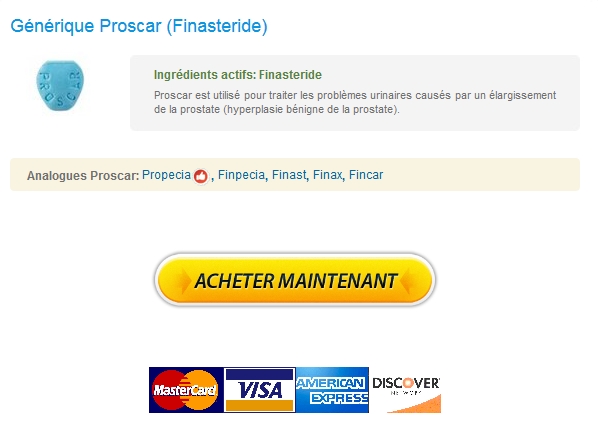 Générique Proscar (Finasteride)
PROSCAR
Ingrédients actifs: Finasteride
Proscar est utilisé pour traiter les problèmes urinaires causés par un élargissement
de la prostate (hyperplasie bénigne de la prostate).
Analogues Proscar: Propecia , Finpecia, Finast, Finax, Fincar
ACHETER MAINTENANT
MasterCard
VISA
AMERICAN
EXPRESS
DISCOVER
NETWORK